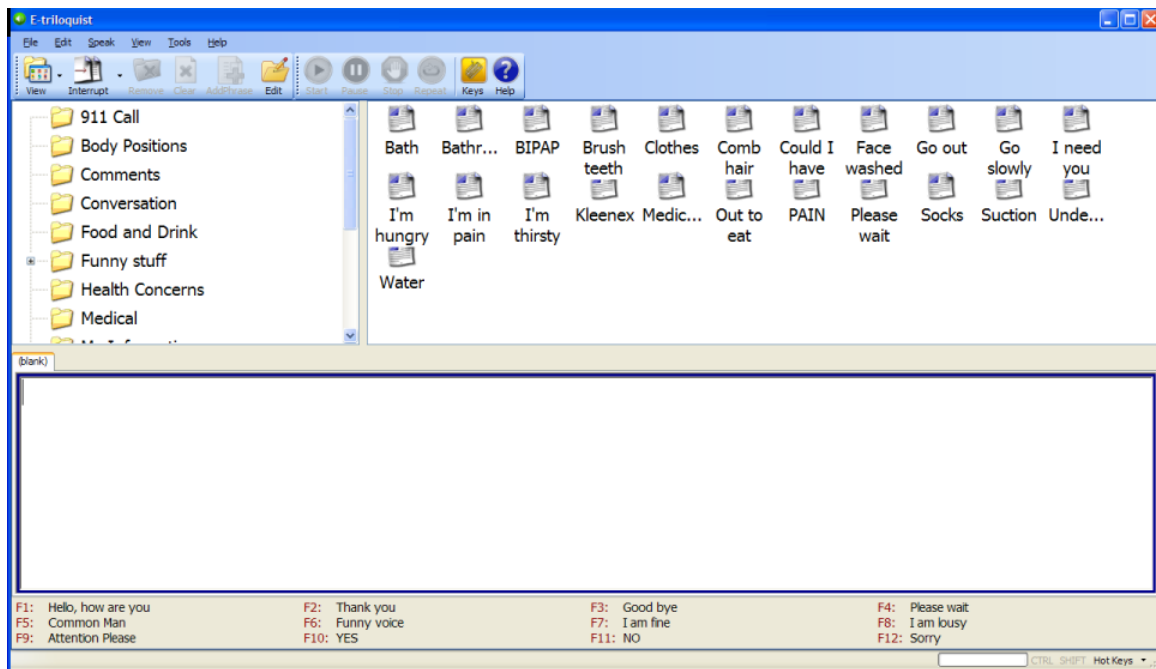 E-triloquist
File Edit Speak View Tools Help
View Interrupt Remove Clear AddPhrase Edit Start Pause Stop Repeat Keys Help
911 Call
Body Positions
Comments
Conversation
Food and Drink
Funny stuff
Health Concerns
Medical
Bath Bathr... BIPAP Brush teeth Clothes Comb hair Could I have Face washed Go out Go slowly I need you
I'm hungry I'm in pain I'm thirsty Kleenex Medic... Out to eat PAIN Please wait Socks Suction Unde...
Water
(blank)
F1: Hello, how are you F2: Thank you F3: Good bye F4: Please wait
F5: Common Man F6: Funny voice F7: I am fine F8: I am lousy
F9: Attention Please F10: YES F11: NO F12: Sorry
CTRL SHIFT Hot Keys